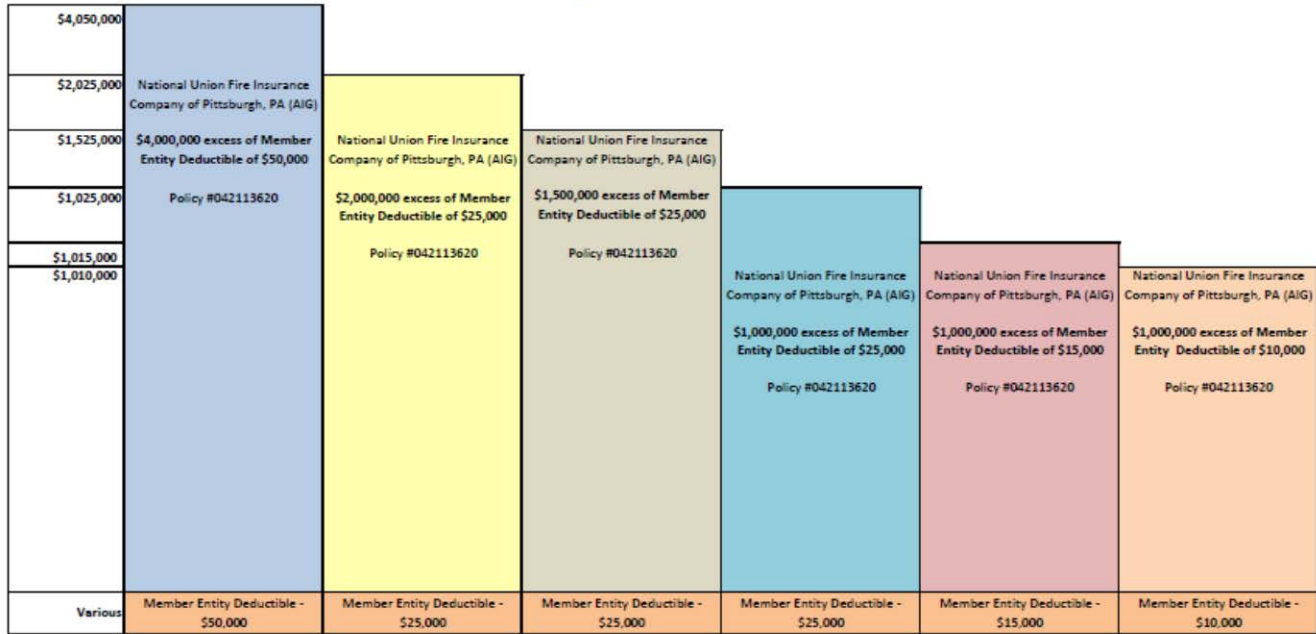 $4,050,000
$2,025,000
$1,525,000
$1,025,000
$1,015,000
$1,010,000
Various
National Union Fire Insurance
Company of Pittsburgh, PA (AIG)
$4,000,000 excess of Member
Entity Deductible of $50,000
Policy #042113620
Member Entity Deductible -
$50,000
National Union Fire Insurance
Company of Pittsburgh, PA (AIG)
$2,000,000 excess of Member
Entity Deductible of $25,000
Policy #042113620
Member Entity Deductible -
$25,000
National Union Fire Insurance
Company of Pittsburgh, PA (AIG)
$1,500,000 excess of Member
Entity Deductible of $25,000
Policy #042113620
Member Entity Deductible -
$25,000
National Union Fire Insurance
Company of Pittsburgh, PA (AIG)
$1,000,000 excess of Member
Entity Deductible of $25,000
Policy #042113620
Member Entity Deductible -
$25,000
National Union Fire Insurance
Company of Pittsburgh, PA (AIG)
$1,000,000 excess of Member
Entity Deductible of $15,000
Policy #042113620
Member Entity Deductible -
$15,000
National Union Fire Insurance
Company of Pittsburgh, PA (AIG)
$1,000,000 excess of Member
Entity Deductible of $10,000
Policy #042113620
Member Entity Deductible -
$10,000